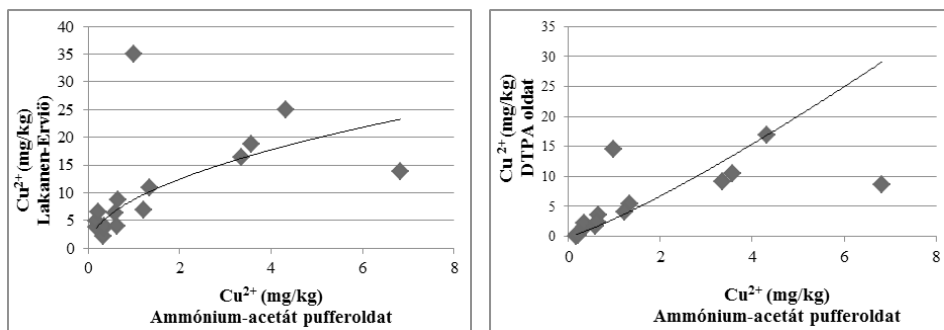 40
35
30
25
20
15
10
5
0
Cu²⁺ (mg/kg)
Lakanen-Erviö
0 2 4 6 8
Cu²⁺ (mg/kg)
Ammónium-acetát pufferoldat
35
30
25
20
15
10
5
0
Cu ²⁺ (mg/kg)
DTPA oldat
0 2 4 6 8
Cu²⁺ (mg/kg)
Ammónium-acetát pufferoldat